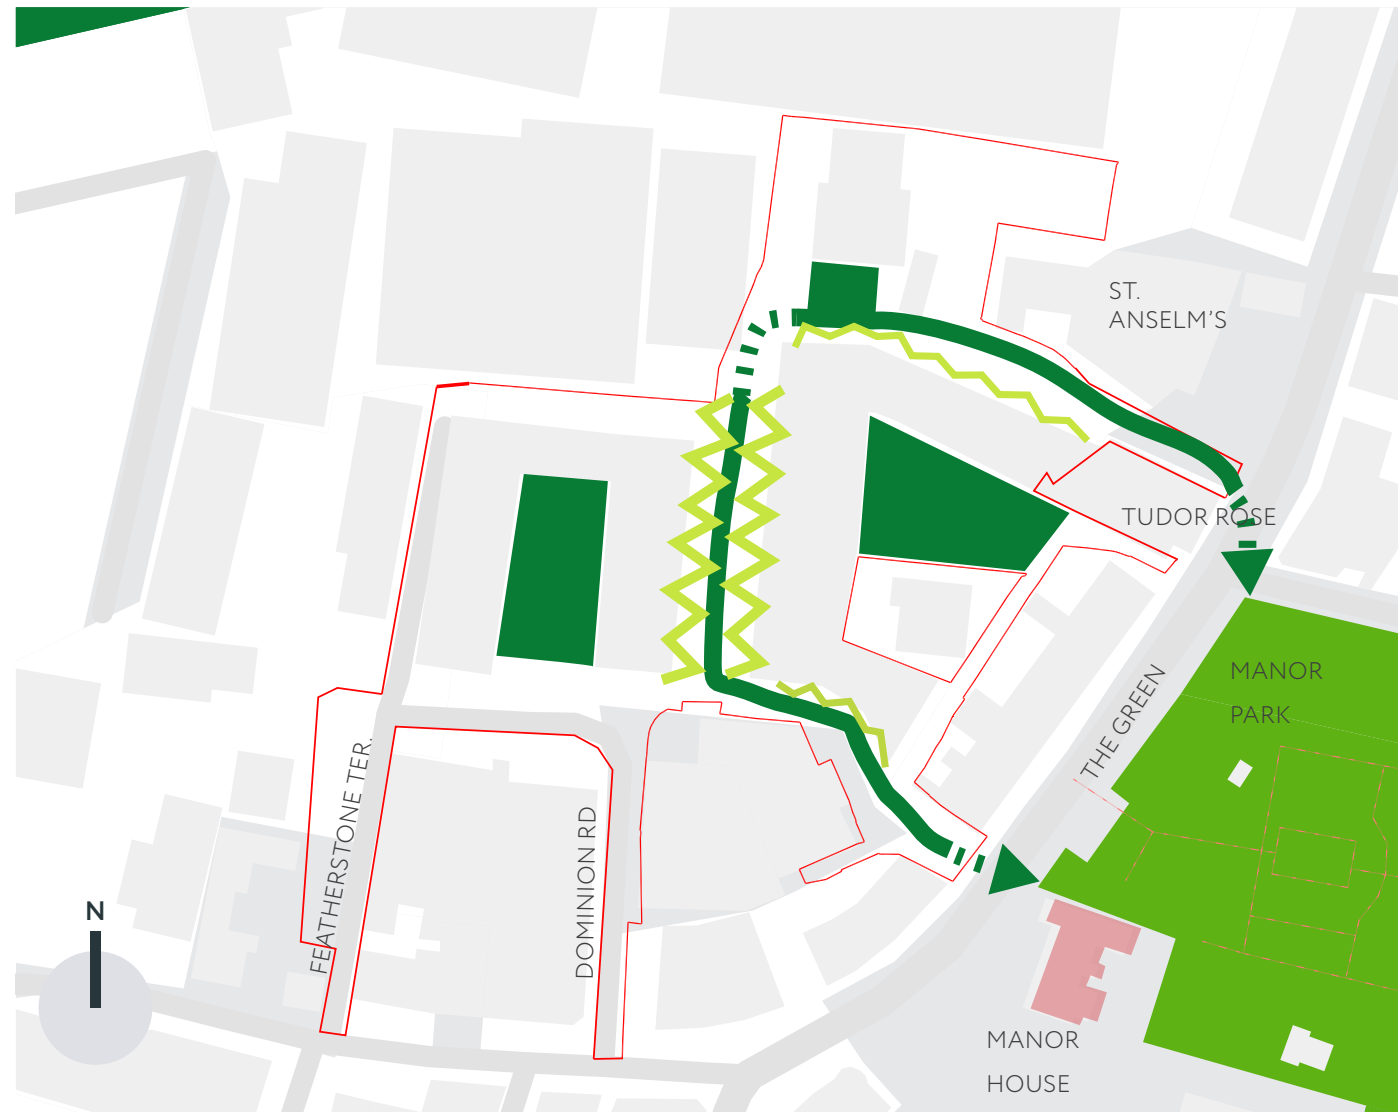 ST.
ANSELM'S
TUDOR ROSE
MANOR
PARK
THE GREEN
FEATHERSTONE TER.
DOMINION RD
N
MANOR
HOUSE